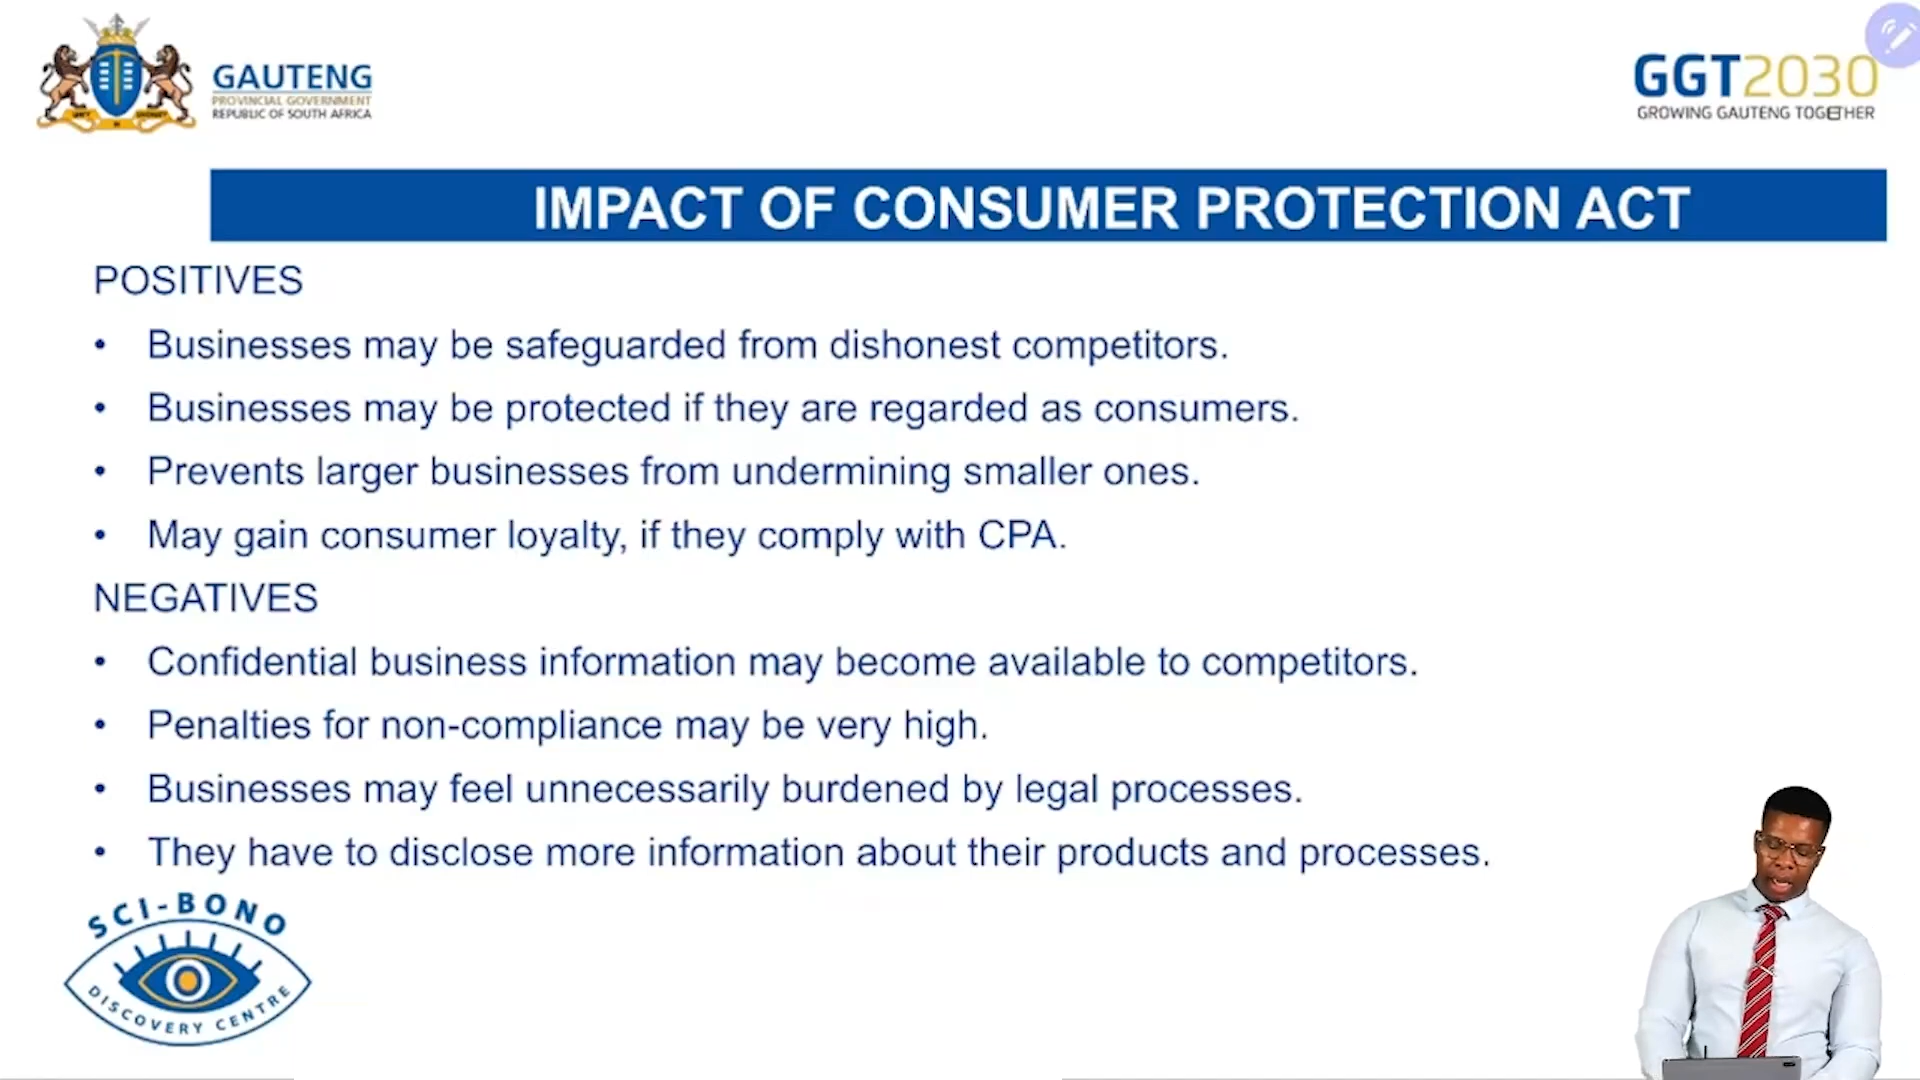 GAUTENG
PROVINCIAL GOVERNMENT
REPUBLIC OF SOUTH AFRICA
GGT2030
GROWING GAUTENG TOGETHER
IMPACT OF CONSUMER PROTECTION ACT
POSITIVES
• Businesses may be safeguarded from dishonest competitors.
• Businesses may be protected if they are regarded as consumers.
• Prevents larger businesses from undermining smaller ones.
• May gain consumer loyalty, if they comply with CPA.
NEGATIVES
• Confidential business information may become available to competitors.
• Penalties for non-compliance may be very high.
• Businesses may feel unnecessarily burdened by legal processes.
• They have to disclose more information about their products and processes.
SCI-BONO
DISCOVERY CENTRE